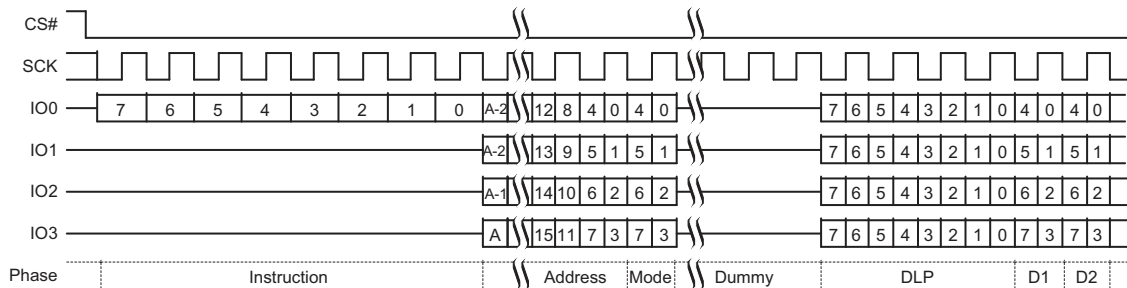 CS#
SCK
IO0 7 6 5 4 3 2 1 0 A-2 12 8 4 0 4 0 7 6 5 4 3 2 1 0 4 0 4 0
IO1 A-2 13 9 5 1 5 1 7 6 5 4 3 2 1 0 5 1 5 1
IO2 A-1 14 10 6 2 6 2 7 6 5 4 3 2 1 0 6 2 6 2
IO3 A 15 11 7 3 7 3 7 6 5 4 3 2 1 0 7 3 7 3
Phase Instruction Address Mode Dummy DLP D1 D2